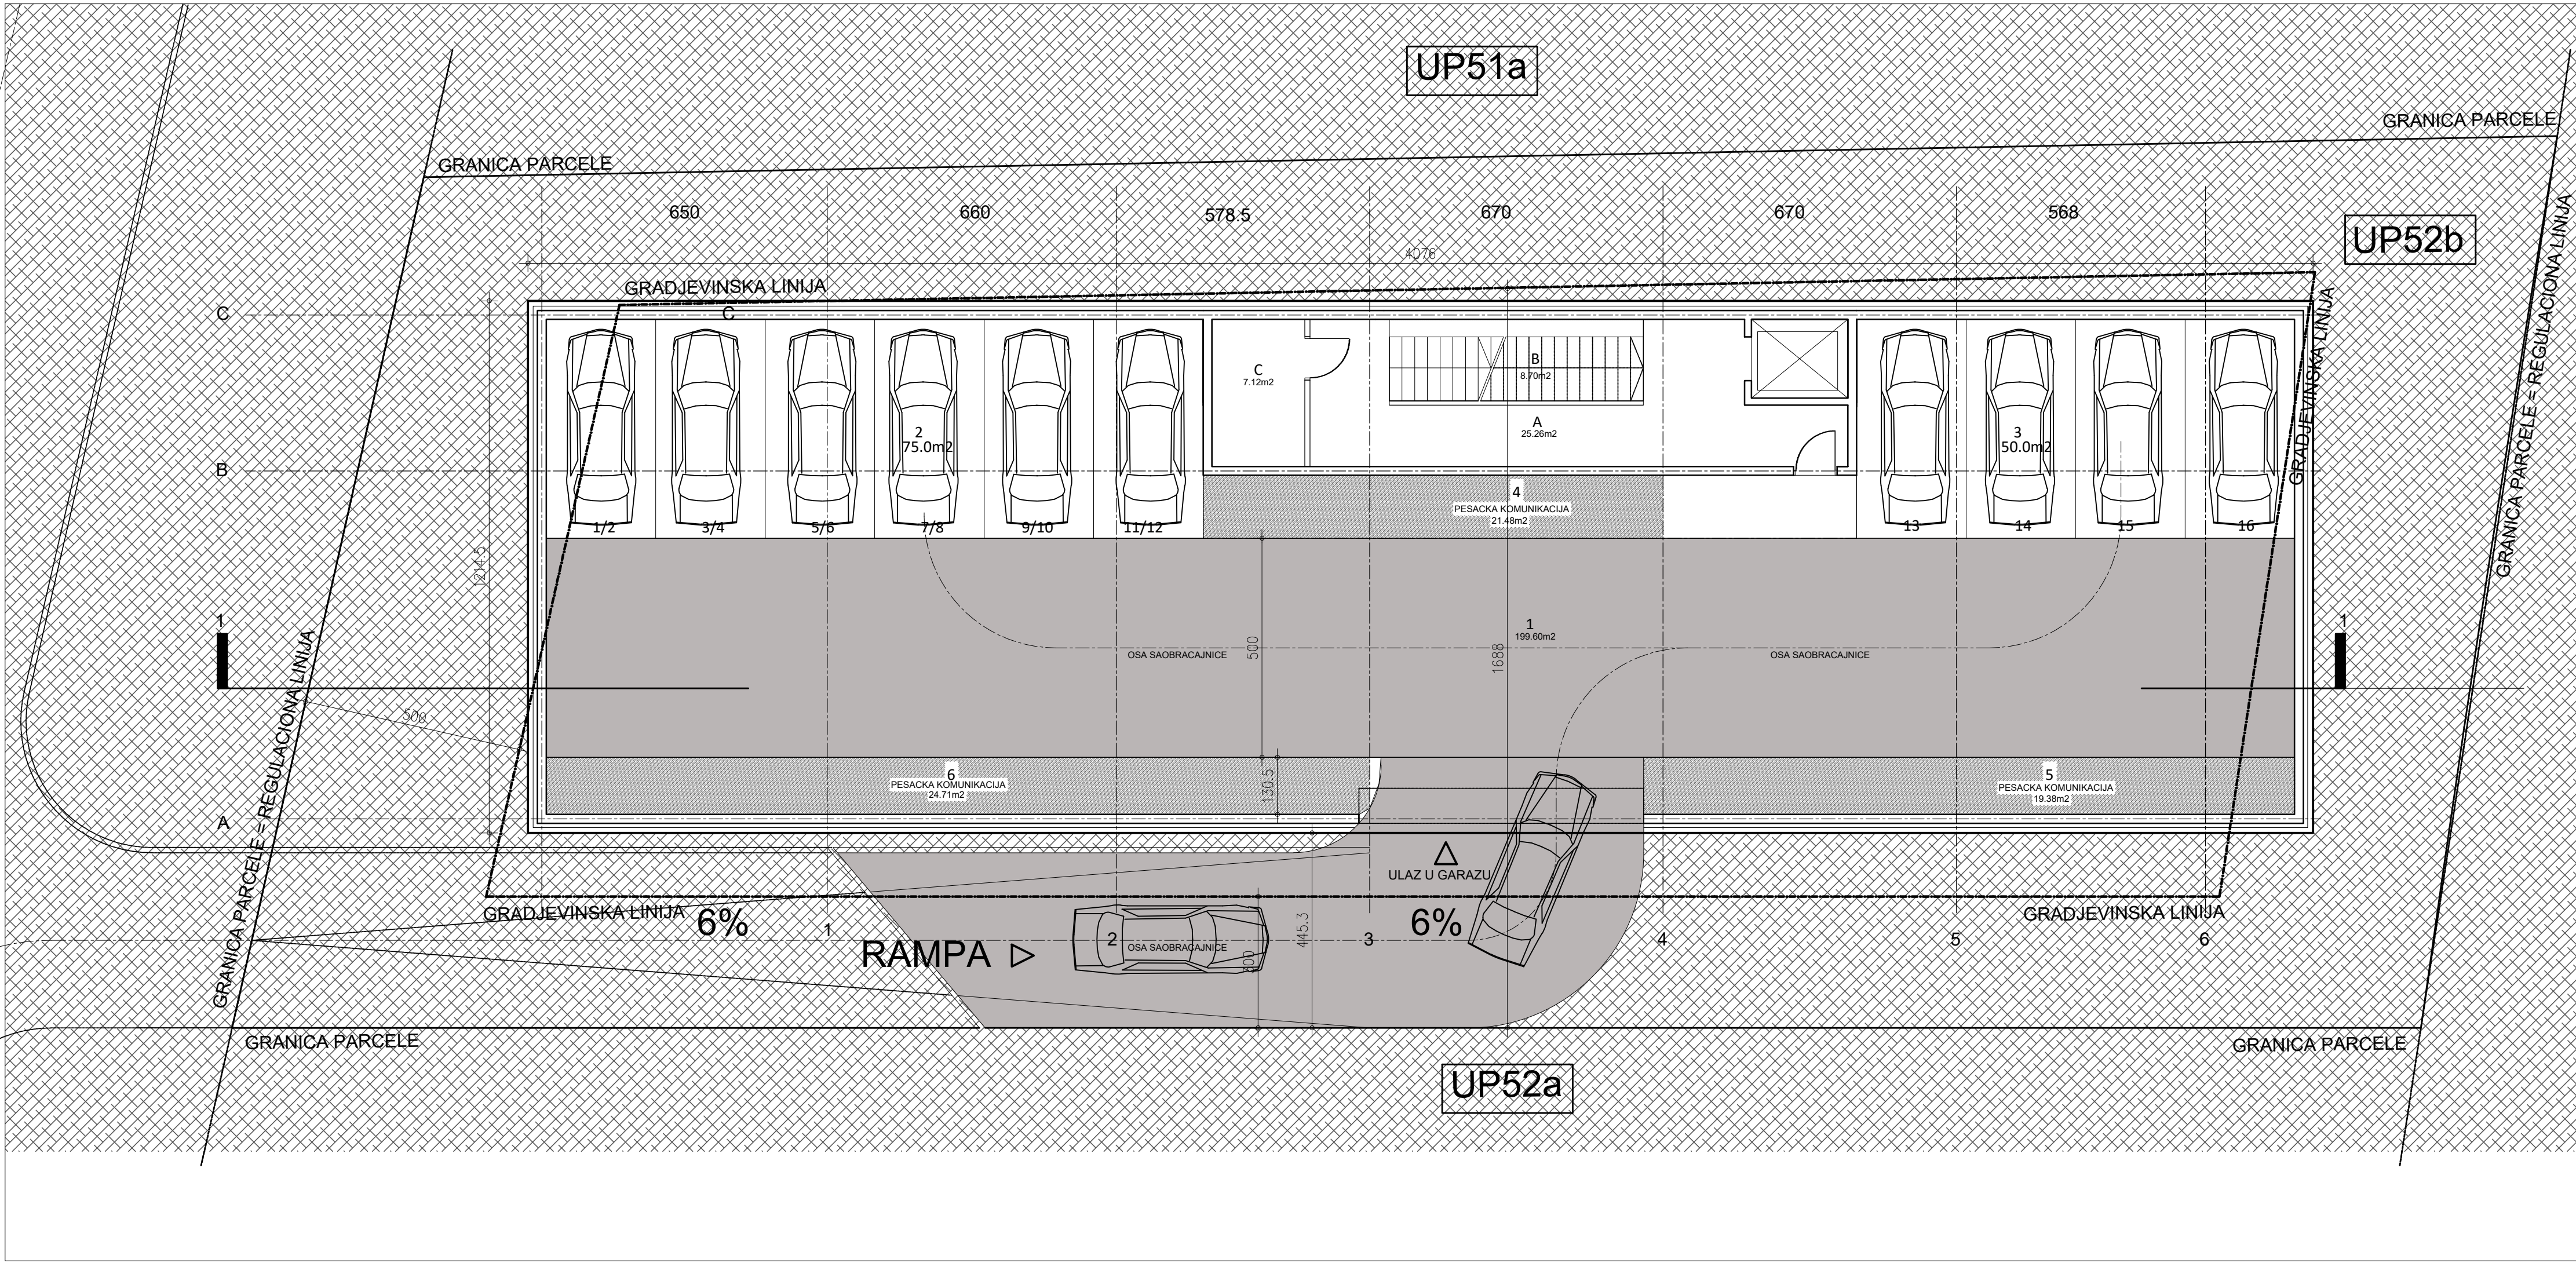 UP51a
GRANICA PARCELE
GRANICA PARCELE
650
660
578.5
670
670
568
UP52b
4076
GRADJEVINSKA LINIJA
C
C
GRADJEVINSKA LINIJA
GRANICA PARCELE = REGULACIONA LINIJA
C
7.12m2
B
8.70m2
A
25.26m2
2
75.0m2
3
50.0m2
B
4
PESACKA KOMUNIKACIJA
21.48m2
1/2
3/4
5/6
7/8
9/10
11/12
13
14
15
16
1214.5
1
1
1
199.60m2
OSA SAOBRACAJNICE
500
1688
OSA SAOBRACAJNICE
500
GRANICA PARCELE = REGULACIONA LINIJA
6
PESACKA KOMUNIKACIJA
24.71m2
130.5
5
PESACKA KOMUNIKACIJA
19.38m2
A
ULAZ U GARAZU
GRADJEVINSKA LINIJA
6%
6%
GRADJEVINSKA LINIJA
445.3
1
2
3
4
5
6
RAMPA
OSA SAOBRACAJNICE
GRANICA PARCELE
GRANICA PARCELE
UP52a